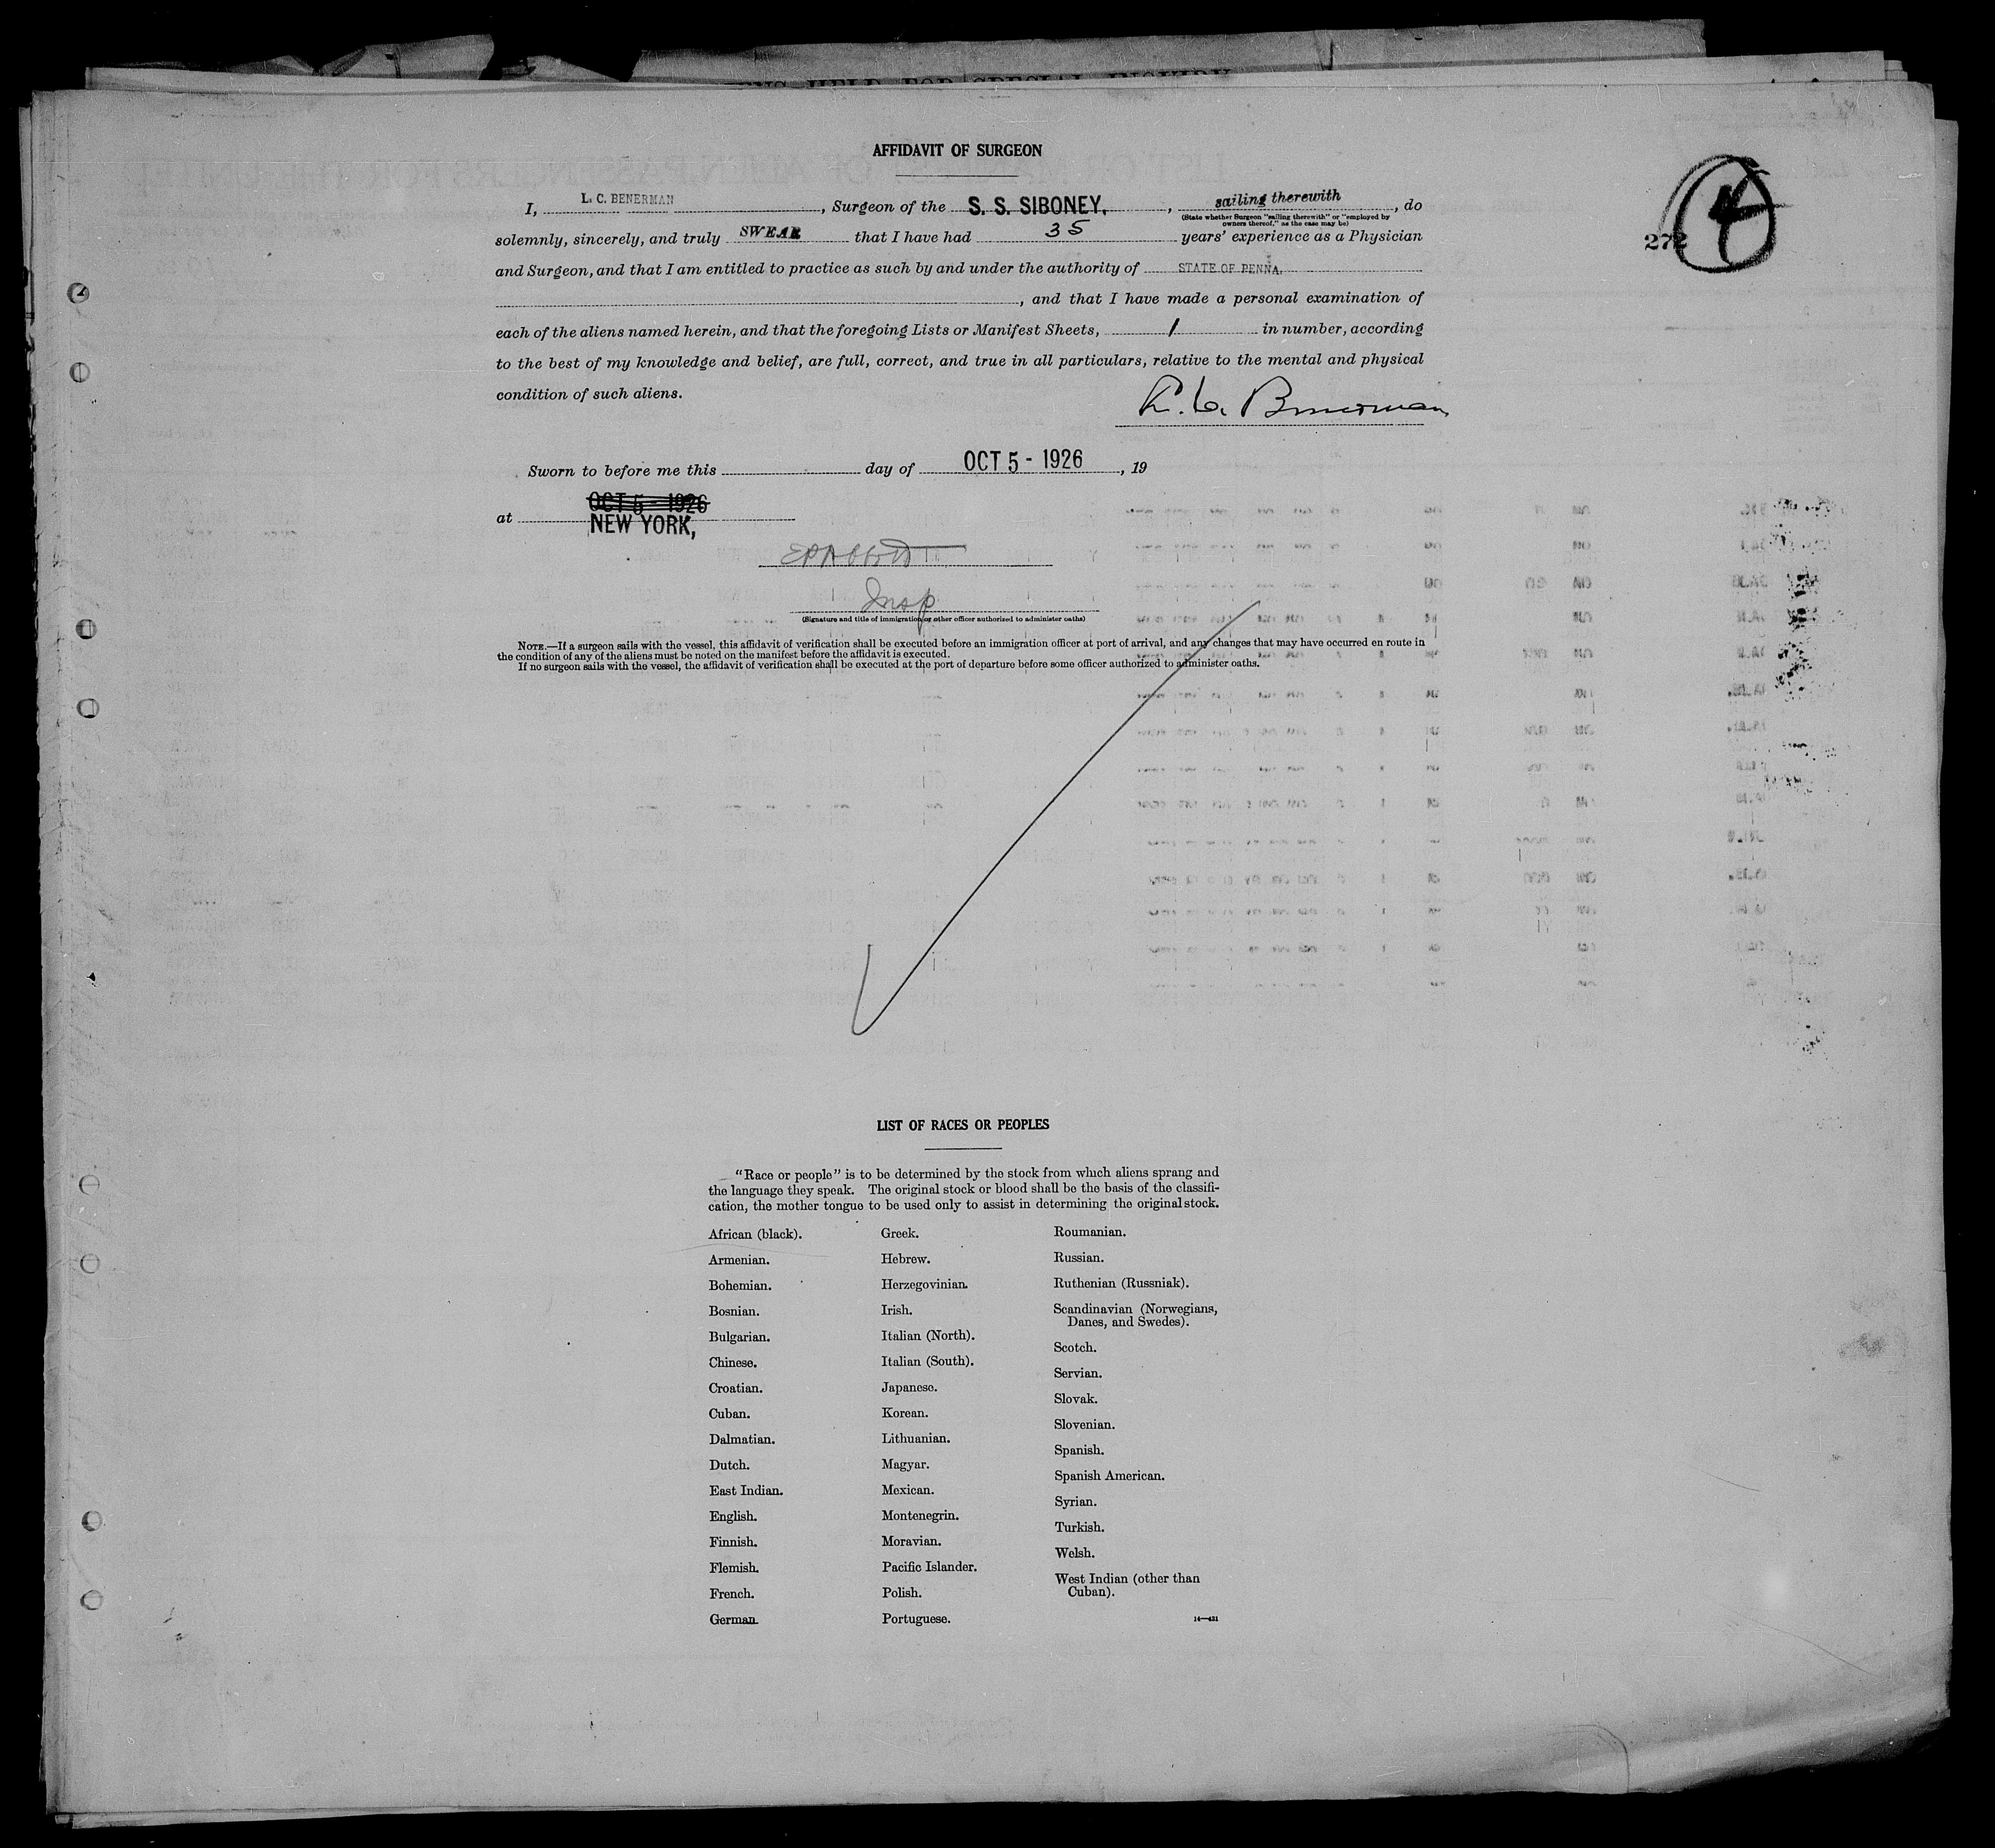 AFFIDAVIT OF SURGEON
I, L. C. BENERMAN, Surgeon of the S. S. SIBONEY, , sailing therewith, do
(State whether Surgeon "sailing therewith" or "employed by
owners thereof," as the case may be)
solemnly, sincerely, and truly SWEAR that I have had 35 years' experience as a Physician
272
4
and Surgeon, and that I am entitled to practice as such by and under the authority of STATE OF PENNA.
, and that I have made a personal examination of
each of the aliens named herein, and that the foregoing Lists or Manifest Sheets, 1 in number, according
to the best of my knowledge and belief, are full, correct, and true in all particulars, relative to the mental and physical
condition of such aliens.
L. C. Benerman
Sworn to before me this day of OCT 5 - 1926, 19
OCT 5 - 1926
at NEW YORK,
Insp
(Signature and title of immigration or other officer authorized to administer oaths)
NOTE.—If a surgeon sails with the vessel, this affidavit of verification shall be executed before an immigration officer at port of arrival, and any changes that may have occurred en route in
the condition of any of the aliens must be noted on the manifest before the affidavit is executed.
If no surgeon sails with the vessel, the affidavit of verification shall be executed at the port of departure before some officer authorized to administer oaths.
LIST OF RACES OR PEOPLES
"Race or people" is to be determined by the stock from which aliens sprang and
the language they speak. The original stock or blood shall be the basis of the classifi-
cation, the mother tongue to be used only to assist in determining the original stock.
African (black).
Armenian.
Bohemian.
Bosnian.
Bulgarian.
Chinese.
Croatian.
Cuban.
Dalmatian.
Dutch.
East Indian.
English.
Finnish.
Flemish.
French.
German.
Greek.
Hebrew.
Herzegovinian.
Irish.
Italian (North).
Italian (South).
Japanese.
Korean.
Lithuanian.
Magyar.
Mexican.
Montenegrin.
Moravian.
Pacific Islander.
Polish.
Portuguese.
Roumanian.
Russian.
Ruthenian (Russniak).
Scandinavian (Norwegians,
Danes, and Swedes).
Scotch.
Servian.
Slovak.
Slovenian.
Spanish.
Spanish American.
Syrian.
Turkish.
Welsh.
West Indian (other than
Cuban).
14—431